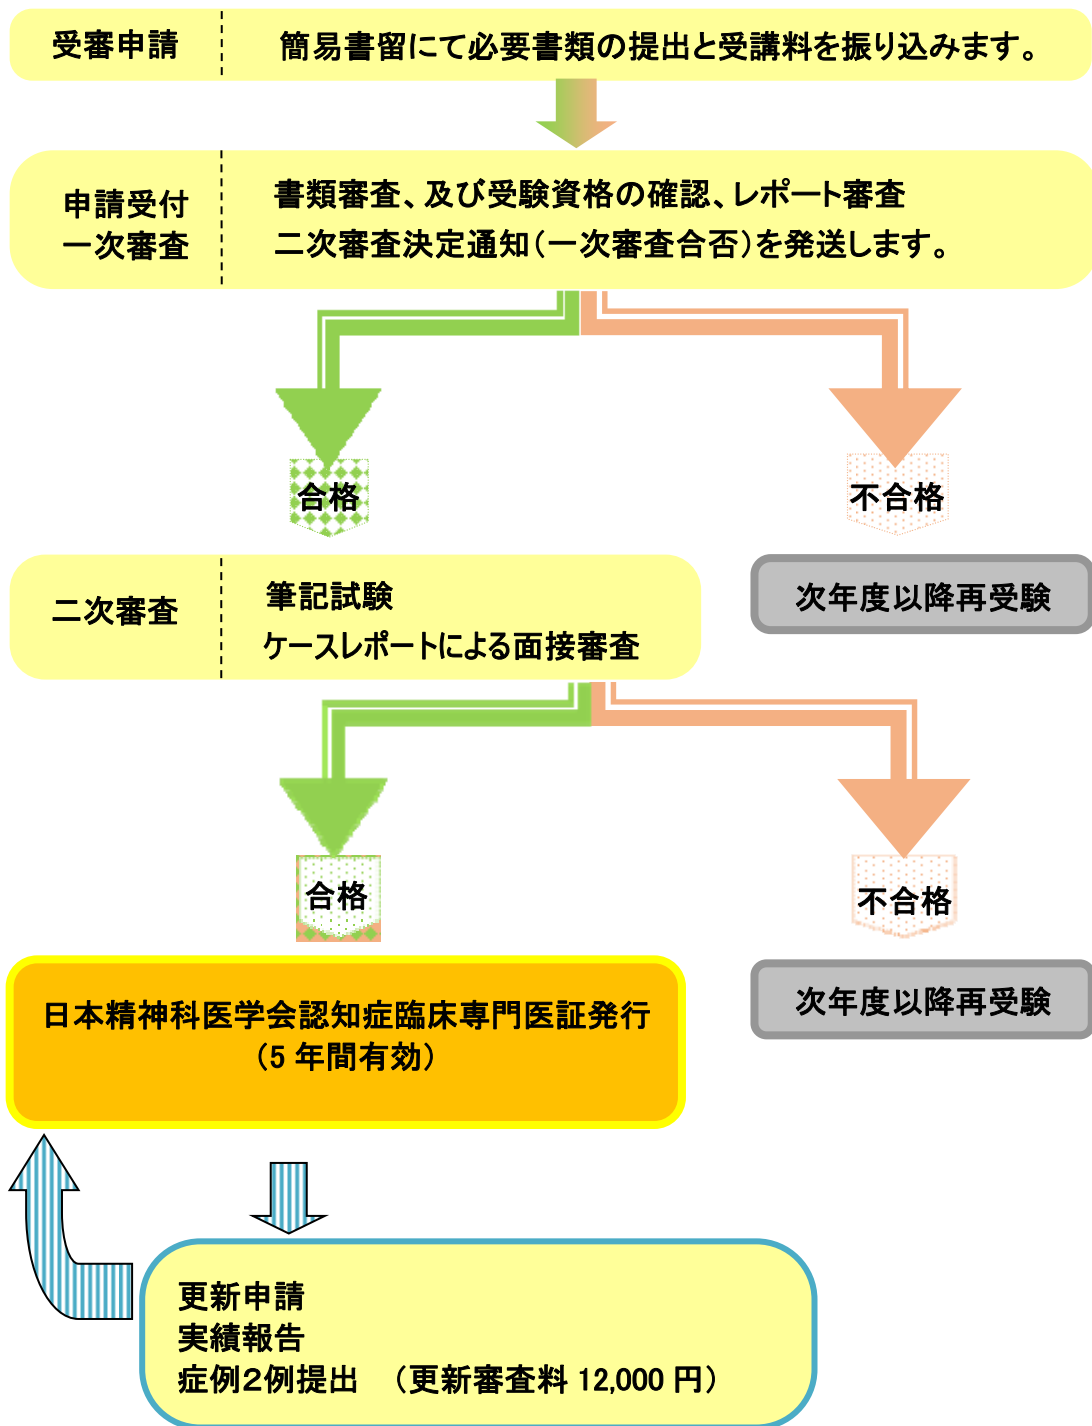 受審申請
簡易書留にて必要書類の提出と受講料を振り込みます。
申請受付
一次審査
書類審査、及び受験資格の確認、レポート審査
二次審査決定通知（一次審査合否）を発送します。
合格
不合格
二次審査
筆記試験
ケースレポートによる面接審査
次年度以降再受験
合格
不合格
日本精神科医学会認知症臨床専門医証発行
（5 年間有効）
次年度以降再受験
更新申請
実績報告
症例２例提出　（更新審査料 12,000 円）